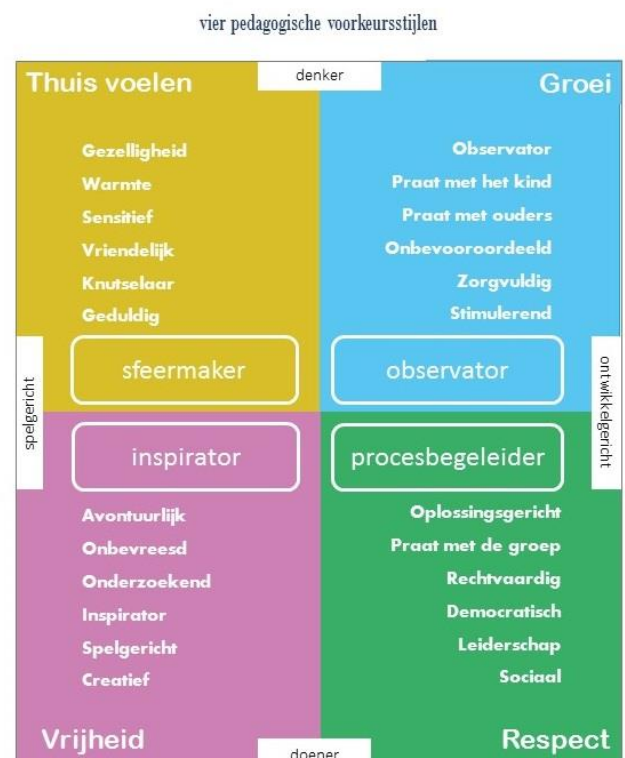 vier pedagogische voorkeursstijlen
denker
Thuis voelen
Groei
Gezelligheid
Warmte
Sensitief
Vriendelijk
Knutselaar
Geduldig
Observator
Praat met het kind
Praat met ouders
Onbevooroordeeld
Zorgvuldig
Stimulerend
sfeermaker
observator
spelgericht
ontwikkelgericht
inspirator
procesbegeleider
Avontuurlijk
Onbevreesd
Onderzoekend
Inspirator
Spelgericht
Creatief
Oplossingsgericht
Praat met de groep
Rechtvaardig
Democratisch
Leiderschap
Sociaal
Vrijheid
Respect
doener